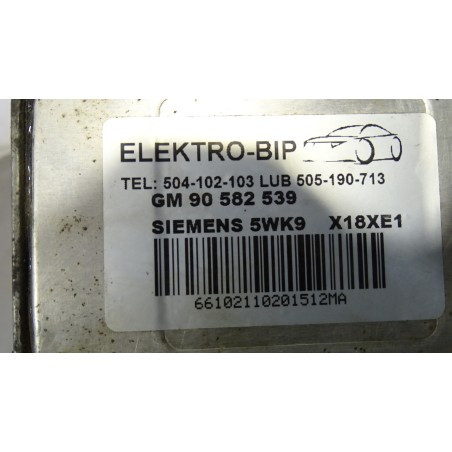 ELEKTRO-BIP
TEL: 504-102-103 LUB 505-190-713
GM 90 582 539
SIEMENS 5WK9 X18XE1
66102110201512MA